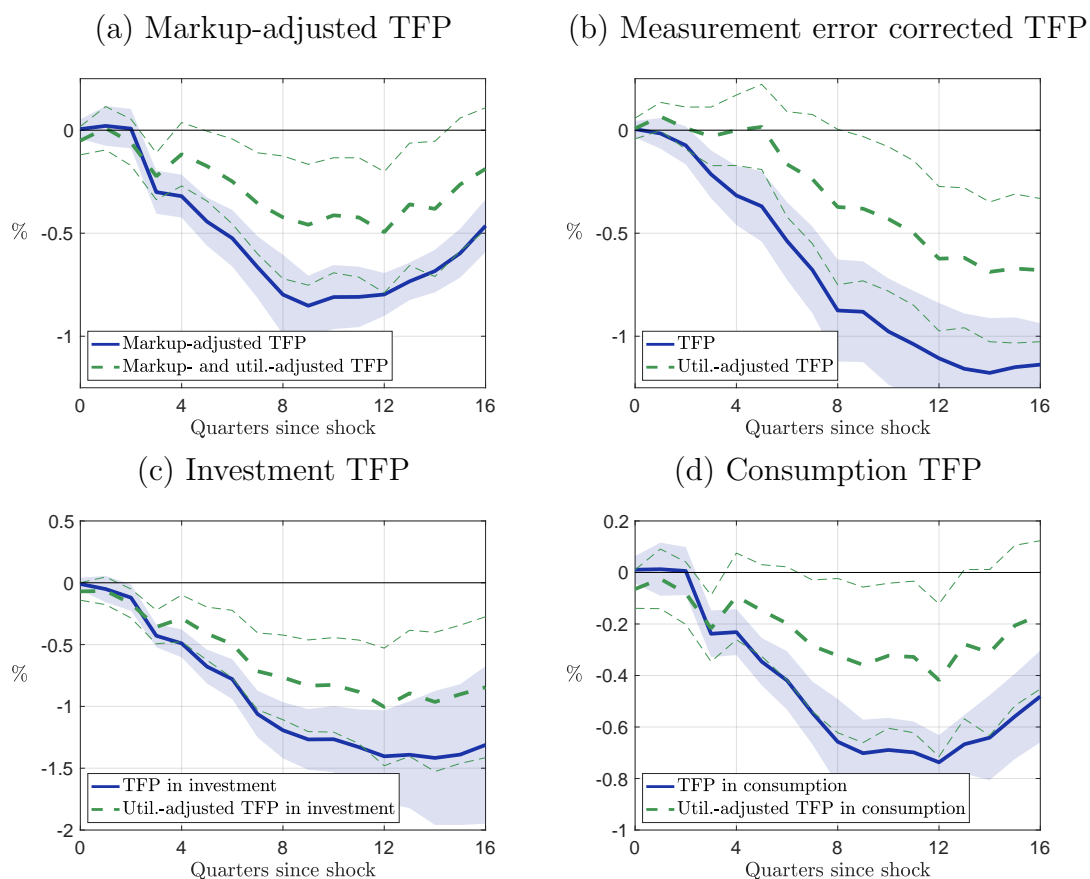 (a) Markup-adjusted TFP
0
-0.5
-1
%
Markup-adjusted TFP
Markup- and util.-adjusted TFP
0 4 8 12 16
Quarters since shock
(b) Measurement error corrected TFP
0
-0.5
-1
%
TFP
Util.-adjusted TFP
0 4 8 12 16
Quarters since shock
(c) Investment TFP
0.5
0
-0.5
-1
-1.5
-2
%
TFP in investment
Util.-adjusted TFP in investment
0 4 8 12 16
Quarters since shock
(d) Consumption TFP
0.2
0
-0.2
-0.4
-0.6
-0.8
-1
%
TFP in consumption
Util.-adjusted TFP in consumption
0 4 8 12 16
Quarters since shock